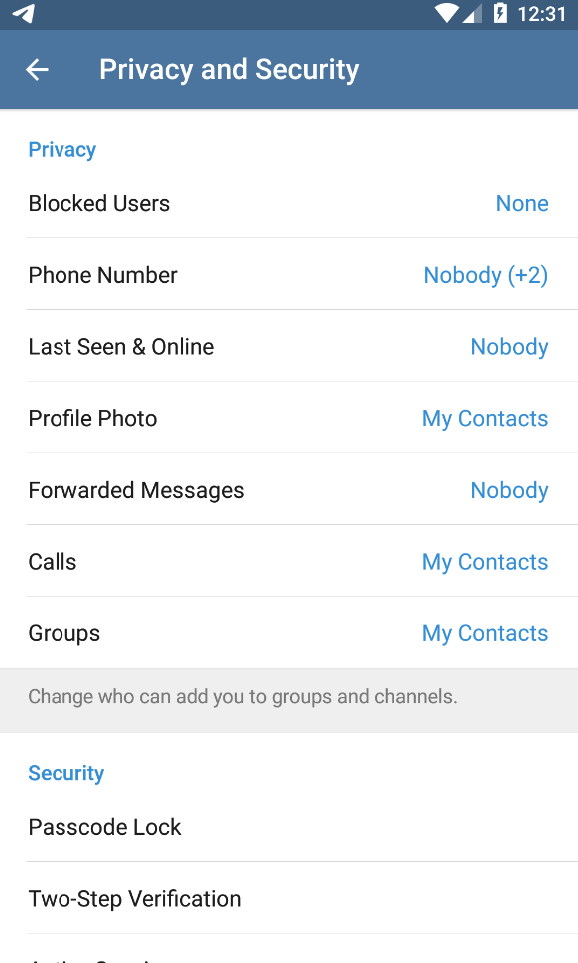 12:31
Privacy and Security
Privacy
Blocked Users None
Phone Number Nobody (+2)
Last Seen & Online Nobody
Profile Photo My Contacts
Forwarded Messages Nobody
Calls My Contacts
Groups My Contacts
Change who can add you to groups and channels.
Security
Passcode Lock
Two-Step Verification